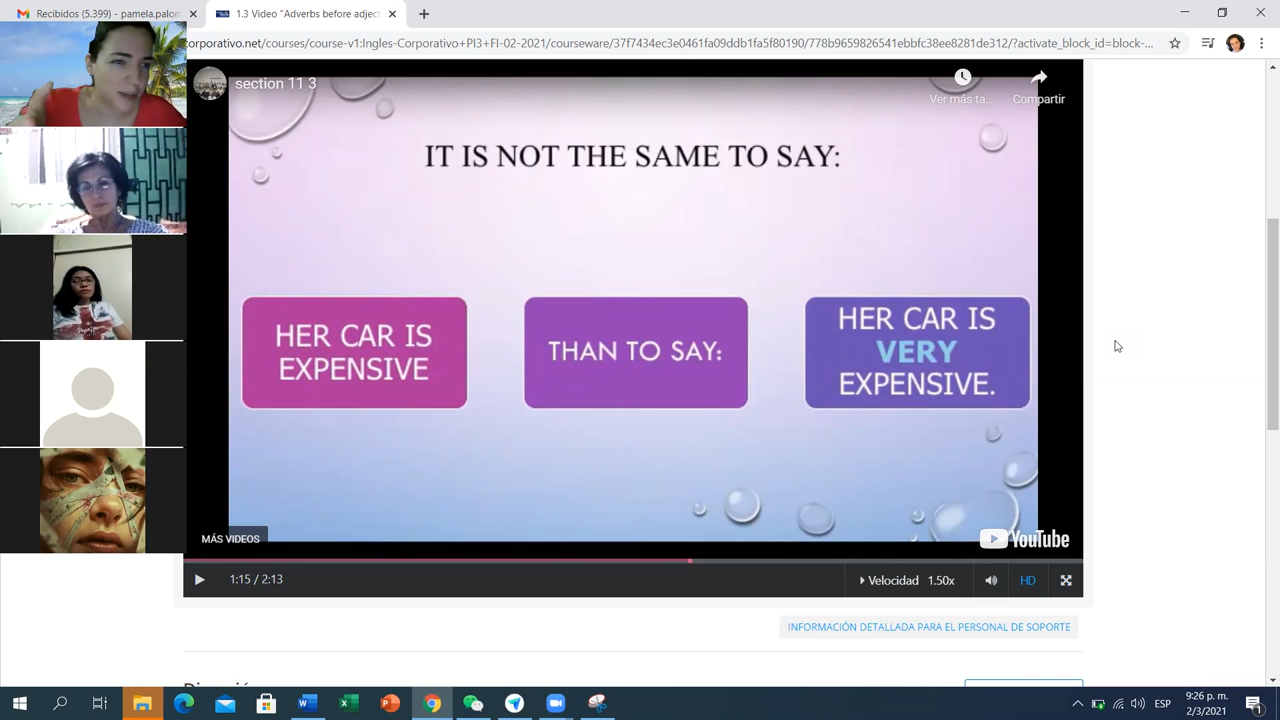 Recibidos (5.399) - pamela.palom
1.3 Video "Adverbs before adject
orporativo.net/courses/course-v1:Ingles-Corporativo+PI3+FI-02-2021/courseware/37f7434ec3e0461fa09ddb1fa5f80190/778b96598265411ebbfc38ee8281de312/?activate_block_id=block-...
section 11 3
Ver más ta...
Compartir
IT IS NOT THE SAME TO SAY:
HER CAR IS
EXPENSIVE
THAN TO SAY:
HER CAR IS
VERY
EXPENSIVE.
MÁS VIDEOS
YouTube
1:15 / 2:13
Velocidad 1.50x
HD
INFORMACIÓN DETALLADA PARA EL PERSONAL DE SOPORTE
ESP
9:26 p. m.
2/3/2021